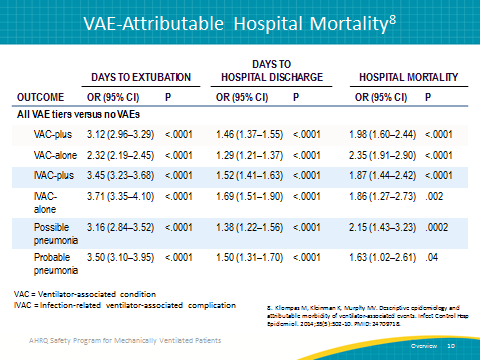 VAE-Attributable Hospital Mortality8
DAYS TO EXTUBATION DAYS TO HOSPITAL DISCHARGE HOSPITAL MORTALITY
OUTCOME OR (95% CI) P OR (95% CI) P OR (95% CI) P
All VAE tiers versus no VAEs
VAC-plus 3.12 (2.96–3.29) <.0001 1.46 (1.37–1.55) <.0001 1.98 (1.60–2.44) <.0001
VAC-alone 2.32 (2.19–2.45) <.0001 1.29 (1.21–1.37) <.0001 2.35 (1.91–2.90) <.0001
IVAC-plus 3.45 (3.23–3.68) <.0001 1.52 (1.41–1.63) <.0001 1.87 (1.44–2.42) <.0001
IVAC-alone 3.71 (3.35–4.10) <.0001 1.69 (1.51–1.90) <.0001 1.86 (1.27–2.73) .002
Possible pneumonia 3.16 (2.84–3.52) <.0001 1.38 (1.22–1.56) <.0001 2.15 (1.43–3.23) .0002
Probable pneumonia 3.50 (3.10–3.95) <.0001 1.50 (1.31–1.70) <.0001 1.63 (1.02–2.61) .04
VAC = Ventilator-associated condition
IVAC = Infection-related ventilator-associated complication
8. Klompas M, Kleinman K, Murphy MV. Descriptive epidemiology and
attributable morbidity of ventilator-associated events. Infect Control Hosp
Epidemiol. 2014;35(5):502-10. PMID: 24709718.
AHRQ Safety Program for Mechanically Ventilated Patients
Overview 10